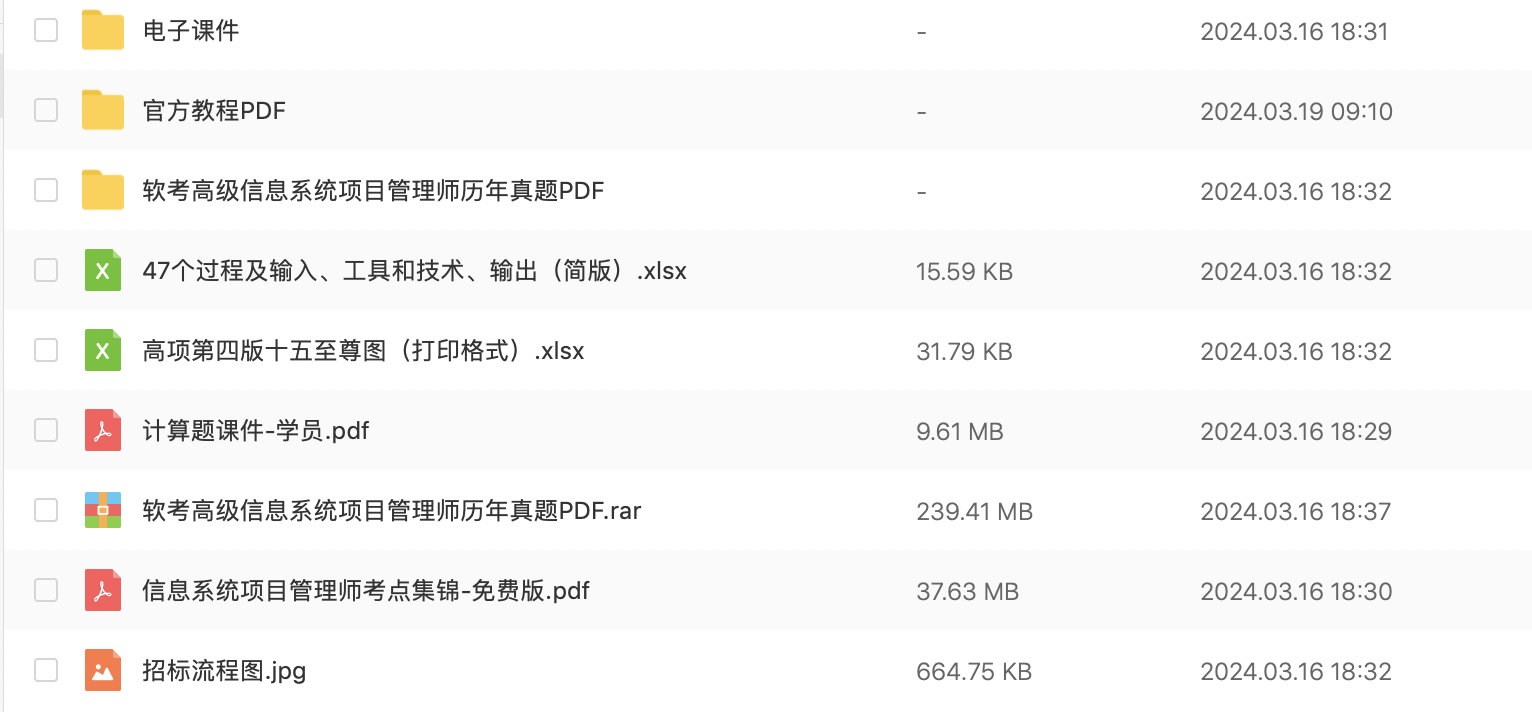 电子课件 - 2024.03.16 18:31
官方教程PDF - 2024.03.19 09:10
软考高级信息系统项目管理师历年真题PDF - 2024.03.16 18:32
X 47个过程及输入、工具和技术、输出（简版）.xlsx 15.59 KB 2024.03.16 18:32
X 高项第四版十五至尊图（打印格式）.xlsx 31.79 KB 2024.03.16 18:32
计算题课件-学员.pdf 9.61 MB 2024.03.16 18:29
软考高级信息系统项目管理师历年真题PDF.rar 239.41 MB 2024.03.16 18:37
信息系统项目管理师考点集锦-免费版.pdf 37.63 MB 2024.03.16 18:30
招标流程图.jpg 664.75 KB 2024.03.16 18:32